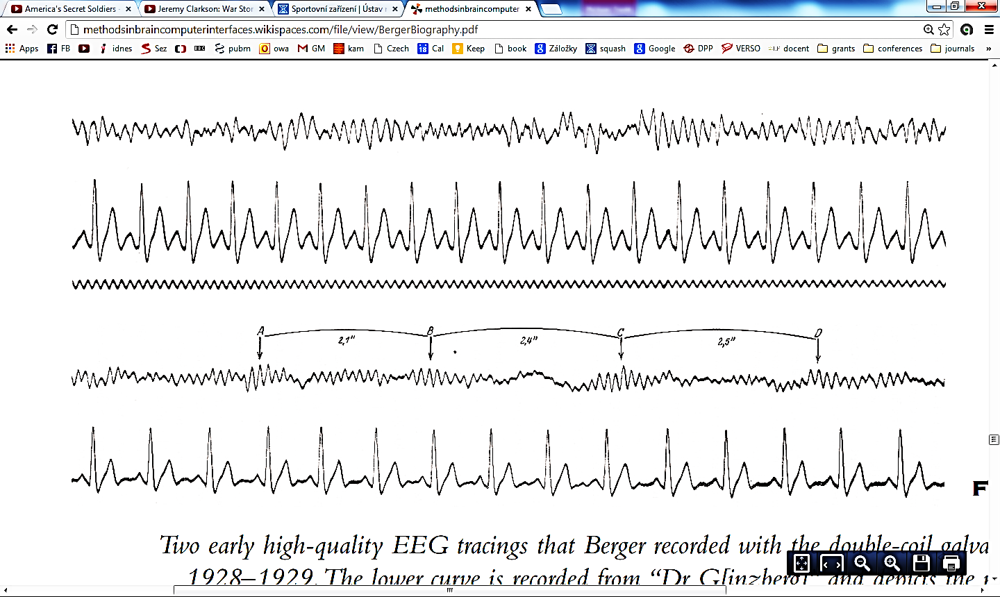 America's Secret Soldiers -
Jeremy Clarkson: War Stor
Sportovní zařízení | Ústav
methodsinbraincomputer
methodsinbraincomputerinterfaces.wikispaces.com/file/view/BergerBiography.pdf
Apps FB idnes Sez BBC pubm owa GM kam Czech 18 Cal Keep book Záložky squash Google DPP VERSO docent grants conferences journals »
A B C D
2,1" 2,4" 2,5"
F
Two early high-quality EEG tracings that Berger recorded with the double-coil galva
1928–1929. The lower curve is recorded from "Dr G[inzberg]" and depicts the